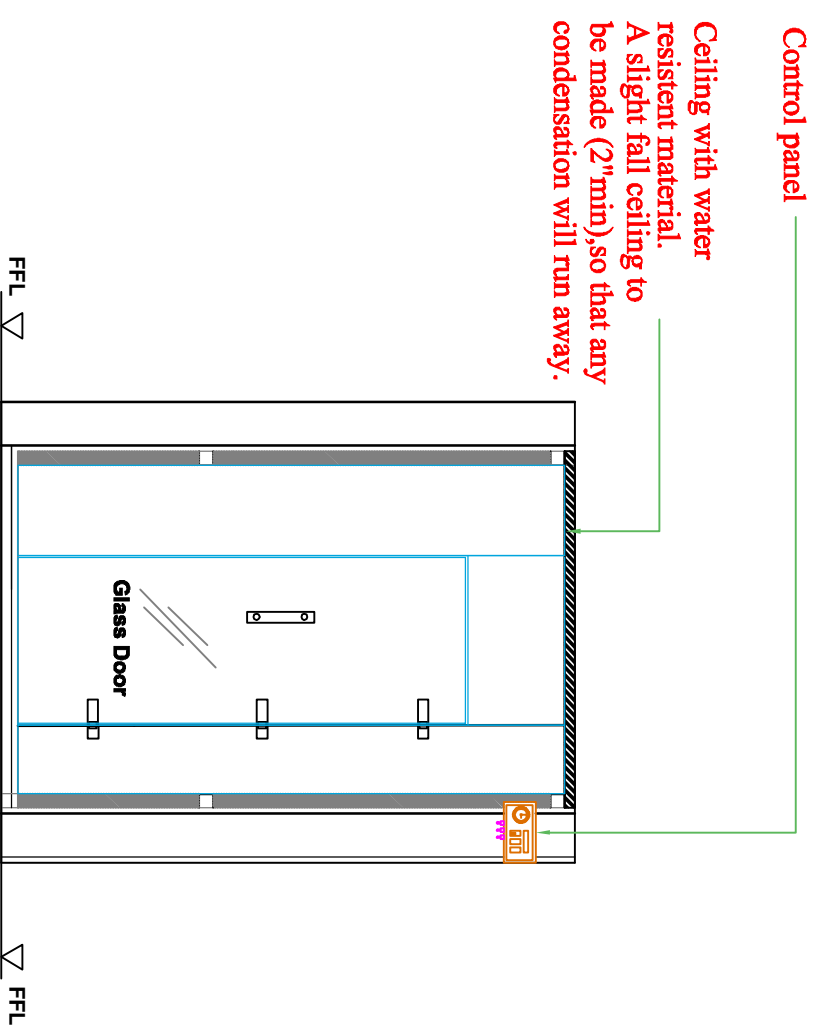 Control panel
Ceiling with water
resistent material.
A slight fall ceiling to
be made (2"min),so that any
condensation will run away.
Glass Door
FFL
FFL